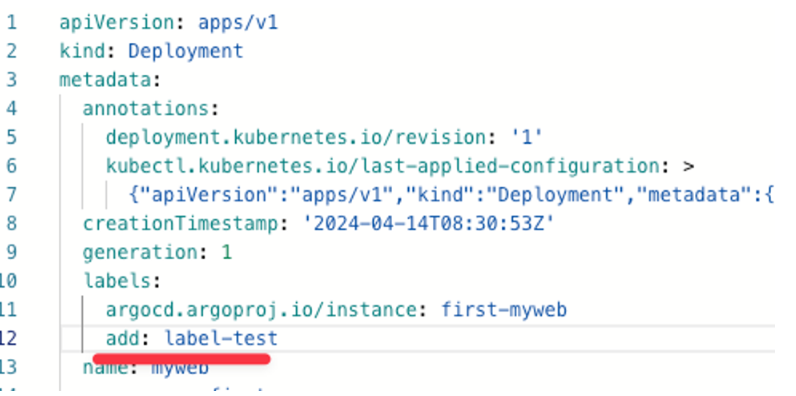 1 apiVersion: apps/v1
2 kind: Deployment
3 metadata:
4 annotations:
5 deployment.kubernetes.io/revision: '1'
6 kubectl.kubernetes.io/last-applied-configuration: >
7 {"apiVersion":"apps/v1","kind":"Deployment","metadata":{
8 creationTimestamp: '2024-04-14T08:30:53Z'
9 generation: 1
10 labels:
11 argocd.argoproj.io/instance: first-myweb
12 add: label-test
13 name: myweb